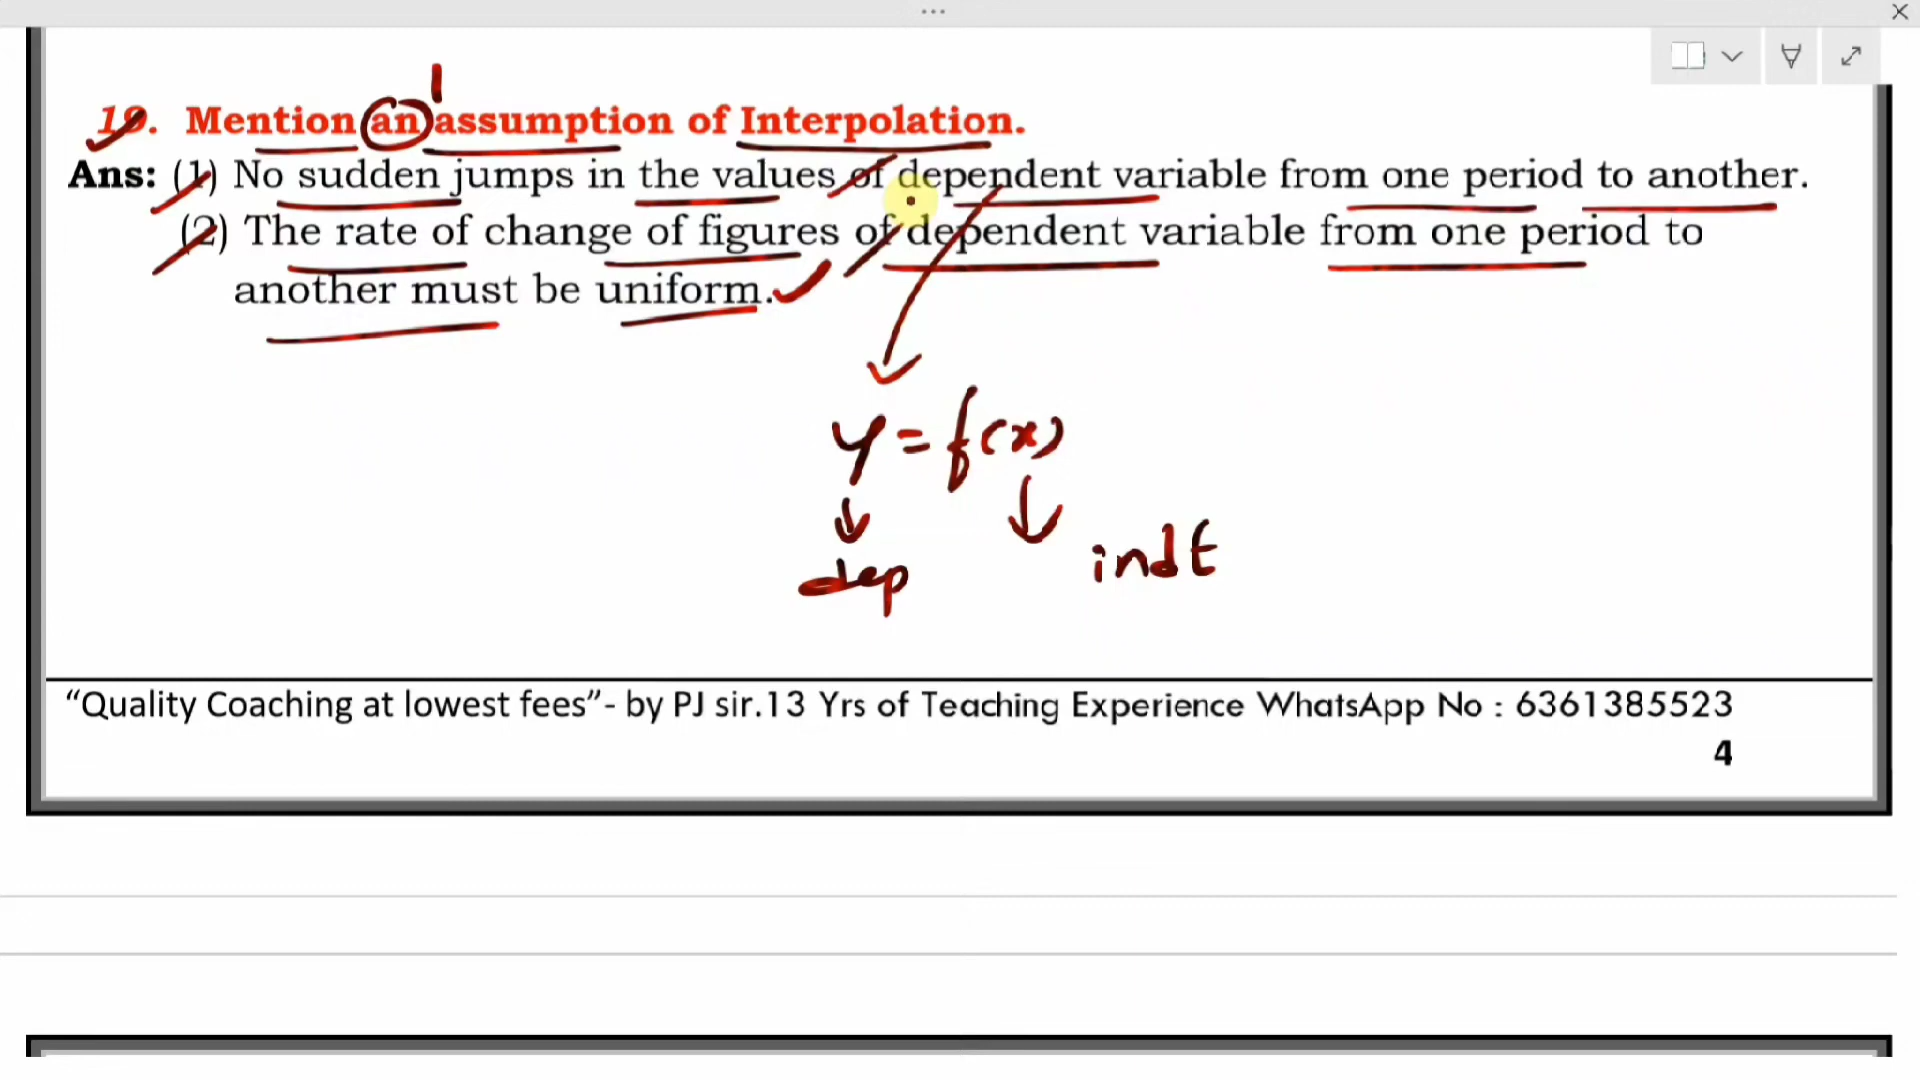 1
19. Mention an assumption of Interpolation.
Ans: (1) No sudden jumps in the values of dependent variable from one period to another.
(2) The rate of change of figures of dependent variable from one period to
another must be uniform.
y = f(x)
dep
indt
“Quality Coaching at lowest fees”- by PJ sir.13 Yrs of Teaching Experience WhatsApp No : 6361385523
4